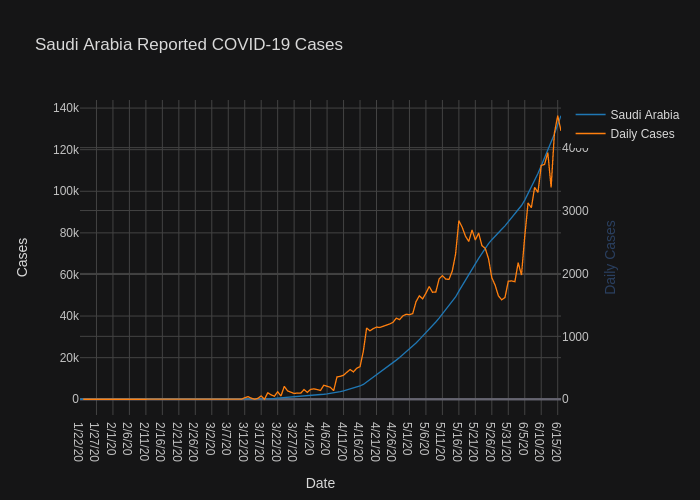 Saudi Arabia Reported COVID-19 Cases
140k
120k
100k
80k
60k
40k
20k
0
Cases
4000
3000
2000
1000
0
Daily Cases
Saudi Arabia
Daily Cases
1/22/20
1/27/20
2/1/20
2/6/20
2/11/20
2/16/20
2/21/20
2/26/20
3/2/20
3/7/20
3/12/20
3/17/20
3/22/20
3/27/20
4/1/20
4/6/20
4/11/20
4/16/20
4/21/20
4/26/20
5/1/20
5/6/20
5/11/20
5/16/20
5/21/20
5/26/20
5/31/20
6/5/20
6/10/20
6/15/20
Date